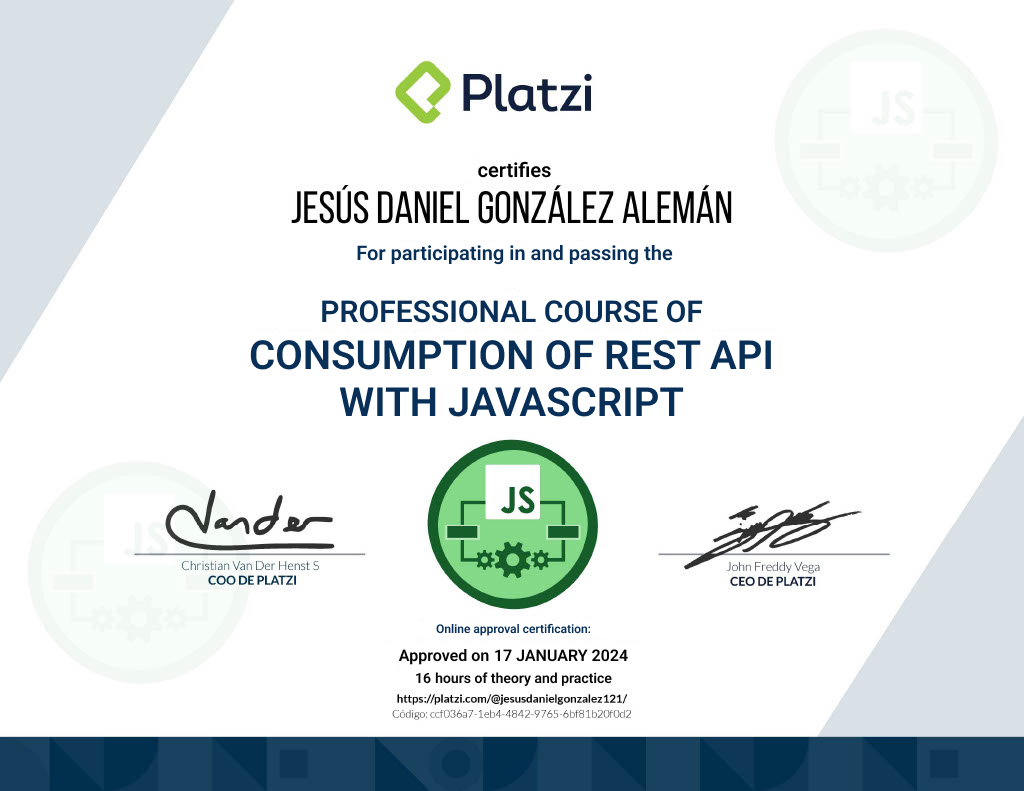 Platzi
JS
certifies
JESÚS DANIEL GONZÁLEZ ALEMÁN
For participating in and passing the
PROFESSIONAL COURSE OF
CONSUMPTION OF REST API
WITH JAVASCRIPT
JS
Vander
JS
Christian Van Der Henst S
COO DE PLATZI
John Freddy Vega
CEO DE PLATZI
Online approval certification:
Approved on 17 JANUARY 2024
16 hours of theory and practice
https://platzi.com/@jesusdanielgonzalez121/
Código: ccf036a7-1eb4-4842-9765-6bf81b20f0d2